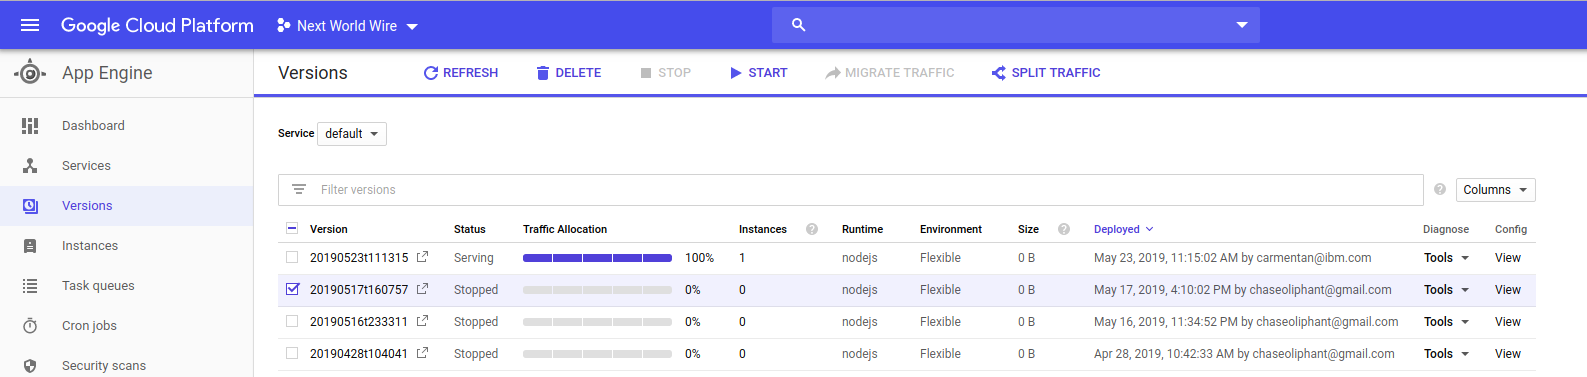 Google Cloud Platform Next World Wire
App Engine Versions REFRESH DELETE STOP START MIGRATE TRAFFIC SPLIT TRAFFIC
Dashboard
Services
Versions
Instances
Task queues
Cron jobs
Security scans
Service default
Filter versions Columns
Version Status Traffic Allocation Instances Runtime Environment Size Deployed Diagnose Config
20190523t111315 Serving 100% 1 nodejs Flexible 0 B May 23, 2019, 11:15:02 AM by carmentan@ibm.com Tools View
20190517t160757 Stopped 0% 0 nodejs Flexible 0 B May 17, 2019, 4:10:02 PM by chaseoliphant@gmail.com Tools View
20190516t233311 Stopped 0% 0 nodejs Flexible 0 B May 16, 2019, 11:34:52 PM by chaseoliphant@gmail.com Tools View
20190428t104041 Stopped 0% 0 nodejs Flexible 0 B Apr 28, 2019, 10:42:33 AM by chaseoliphant@gmail.com Tools View